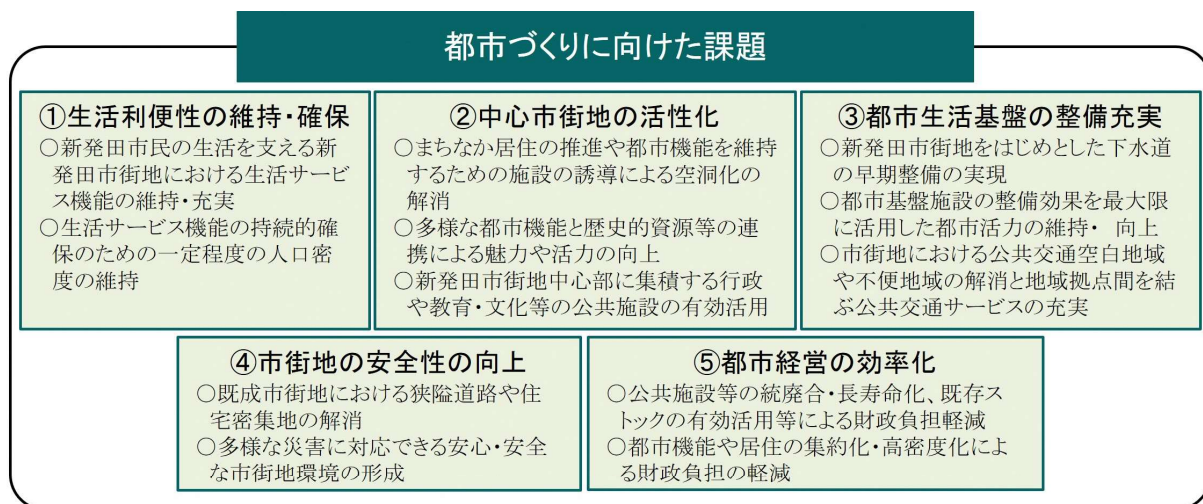 都市づくりに向けた課題
①生活利便性の維持・確保
○新発田市民の生活を支える新
発田市街地における生活サービ
ス機能の維持・充実
○生活サービス機能の持続的確
保のための一定程度の人口密
度の維持
②中心市街地の活性化
○まちなか居住の推進や都市機能を維持
するための施設の誘導による空洞化の
解消
○多様な都市機能と歴史的資源等の連
携による魅力や活力の向上
○新発田市街地中心部に集積する行政
や教育・文化等の公共施設の有効活用
③都市生活基盤の整備充実
○新発田市街地をはじめとした下水道
の早期整備の実現
○都市基盤施設の整備効果を最大限
に活用した都市活力の維持・ 向上
○市街地における公共交通空白地域
や不便地域の解消と地域拠点間を結
ぶ公共交通サービスの充実
④市街地の安全性の向上
○既成市街地における狭隘道路や住
宅密集地の解消
○多様な災害に対応できる安心・安全
な市街地環境の形成
⑤都市経営の効率化
○公共施設等の統廃合・長寿命化、既存ス
トックの有効活用等による財政負担軽減
○都市機能や居住の集約化・高密度化によ
る財政負担の軽減